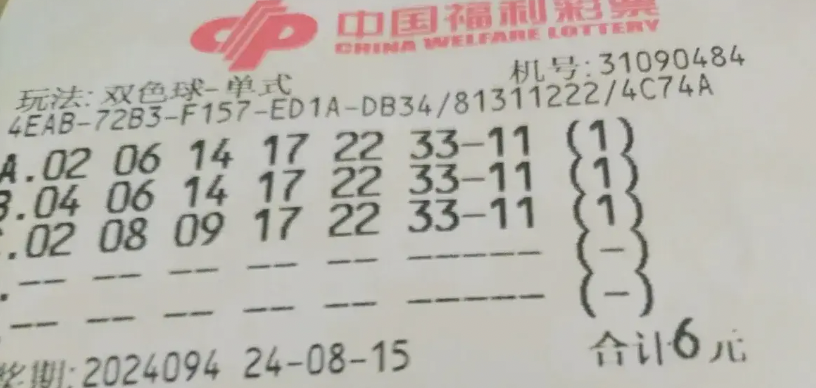 中国福利彩票
CHINA WELFARE LOTTERY
玩法:双色球-单式 机号:31090484
4EAB-72B3-F157-ED1A-DB34/81311222/4C74A
A.02 06 14 17 22 33-11 (1)
B.04 06 14 17 22 33-11 (1)
.02 08 09 17 22 33-11 (1)
.-- -- -- -- -- -----(-)
-- -- -- -- -- -----(-)
奖期:2024094 24-08-15 合计6元